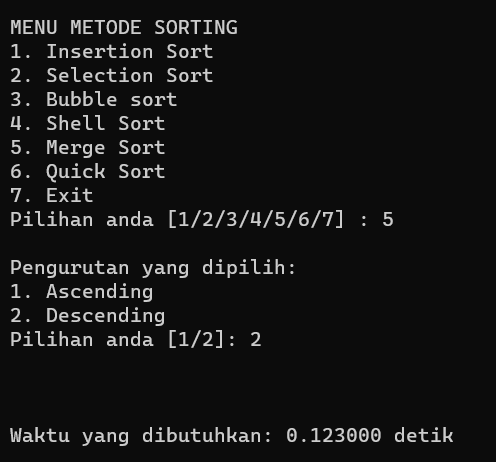 MENU METODE SORTING
1. Insertion Sort
2. Selection Sort
3. Bubble sort
4. Shell Sort
5. Merge Sort
6. Quick Sort
7. Exit
Pilihan anda [1/2/3/4/5/6/7] : 5
Pengurutan yang dipilih:
1. Ascending
2. Descending
Pilihan anda [1/2]: 2
Waktu yang dibutuhkan: 0.123000 detik